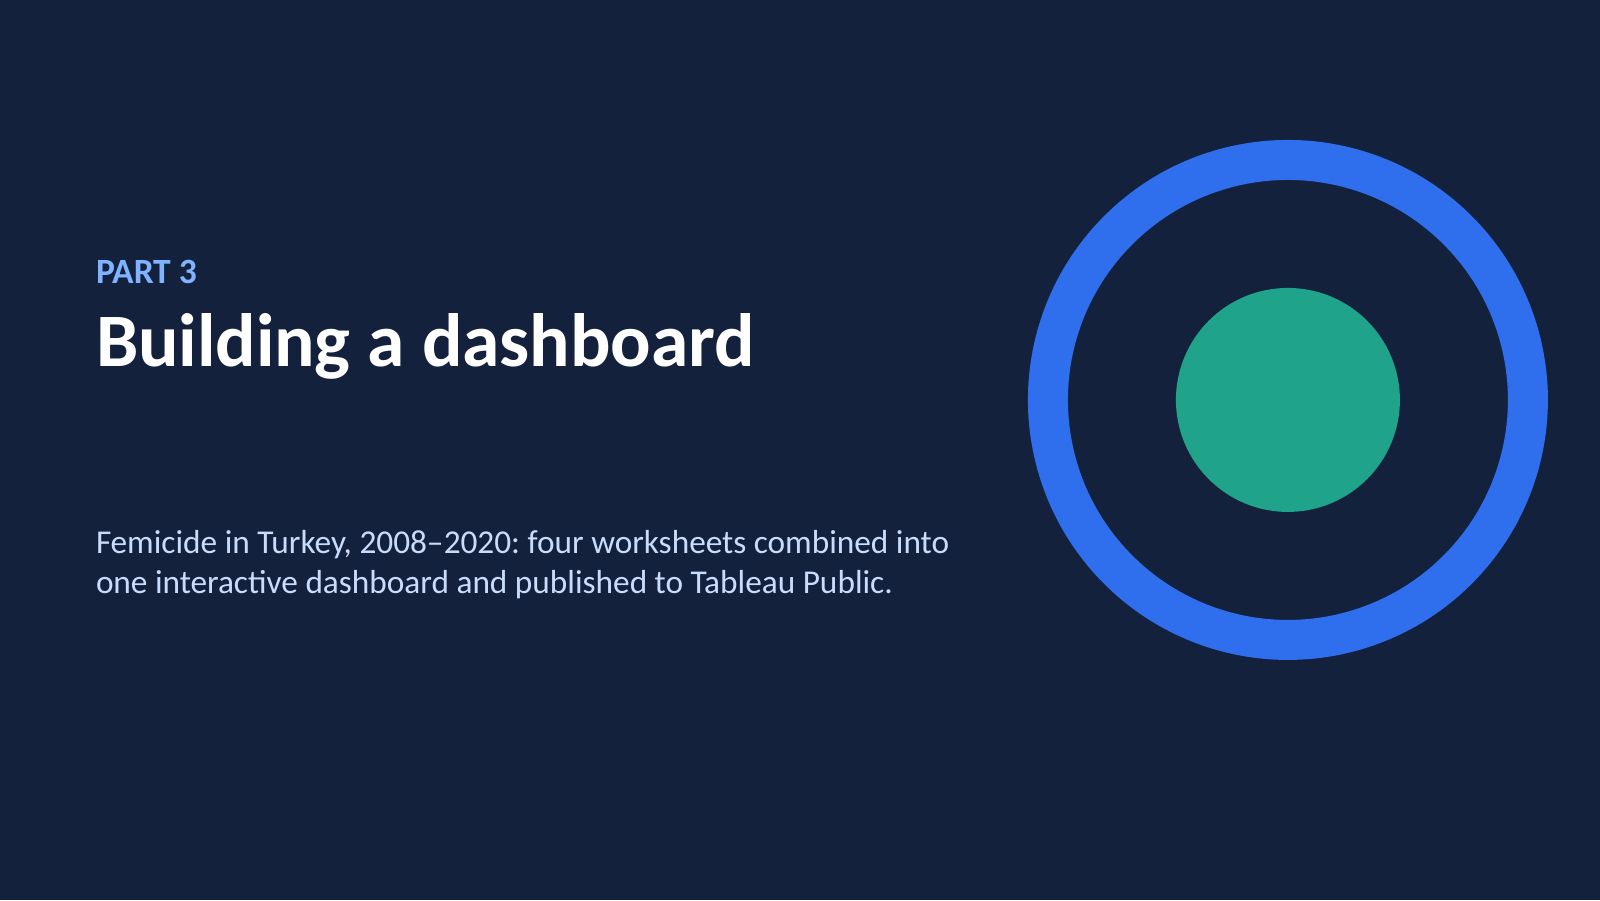 PART 3
Building a dashboard
Femicide in Turkey, 2008–2020: four worksheets combined into
one interactive dashboard and published to Tableau Public.